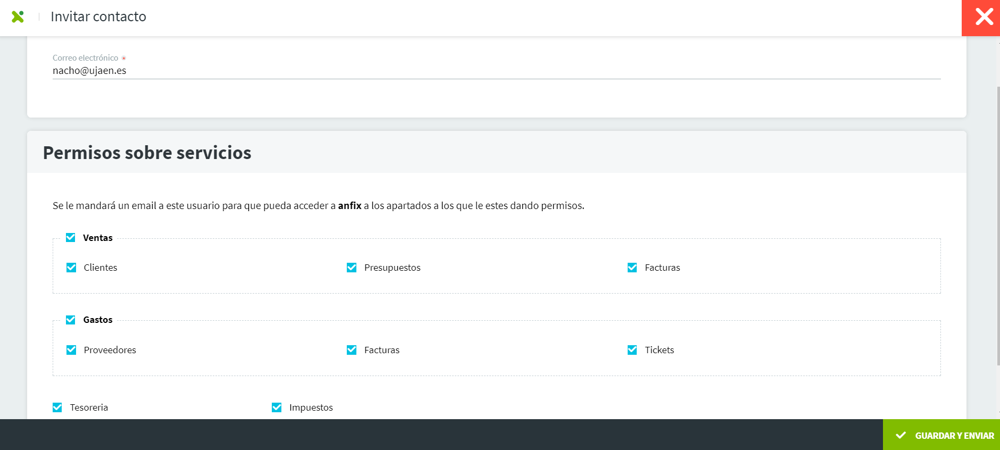 Invitar contacto
Correo electrónico *
nacho@ujaen.es
Permisos sobre servicios
Se le mandará un email a este usuario para que pueda acceder a anfix a los apartados a los que le estes dando permisos.
Ventas
Clientes
Presupuestos
Facturas
Gastos
Proveedores
Facturas
Tickets
Tesoreria
Impuestos
GUARDAR Y ENVIAR